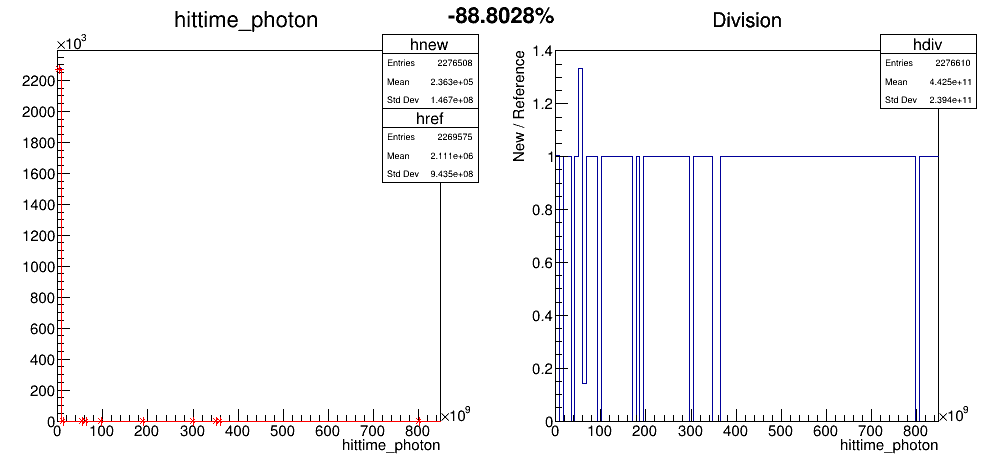 -88.8028%
hittime_photon
×10³
hnew
Entries 2276508
Mean 2.363e+05
Std Dev 1.467e+08
href
Entries 2269575
Mean 2.111e+06
Std Dev 9.435e+08
2200
2000
1800
1600
1400
1200
1000
800
600
400
200
0
0 100 200 300 400 500 600 700 800
×10⁹
hittime_photon
Division
hdiv
Entries 2276610
Mean 4.425e+11
Std Dev 2.394e+11
New / Reference
1.4
1.2
1
0.8
0.6
0.4
0.2
0
0 100 200 300 400 500 600 700 800
×10⁹
hittime_photon